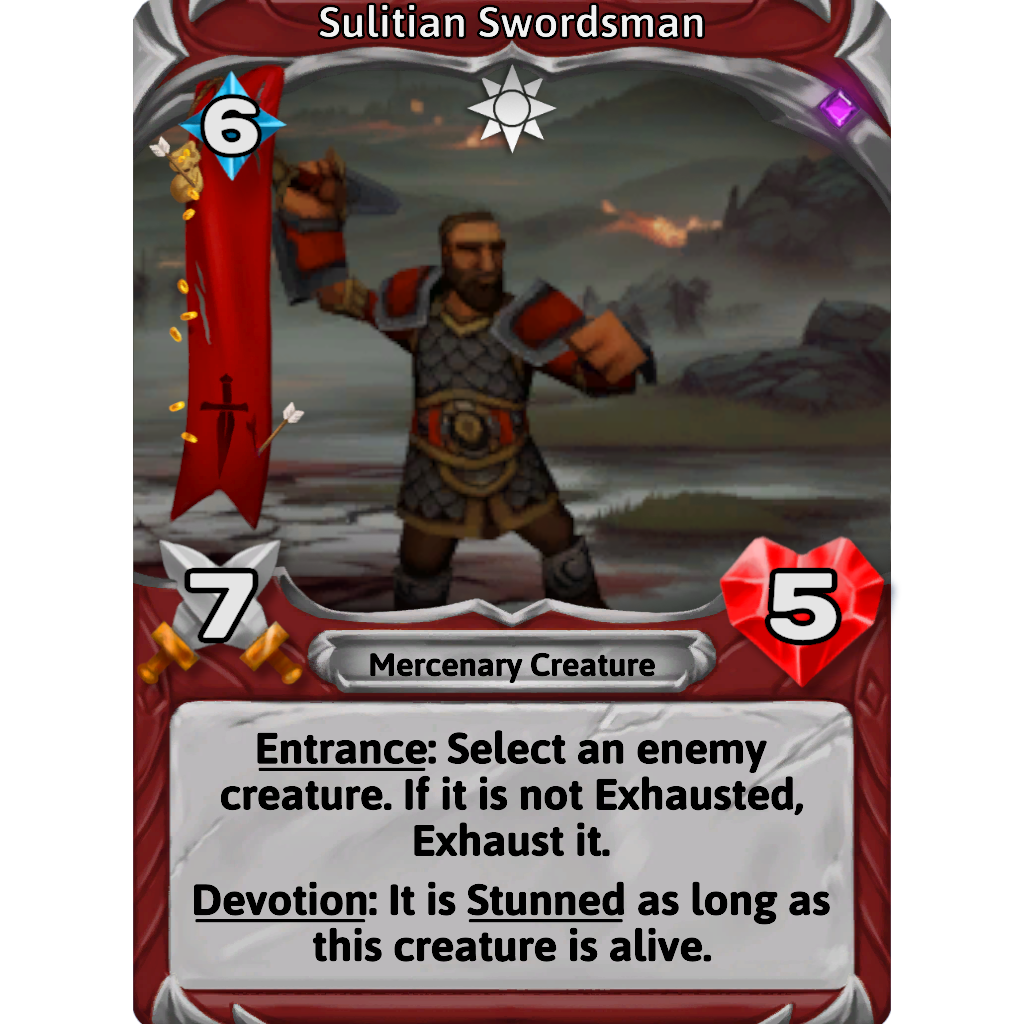 Sulitian Swordsman
6
7
5
Mercenary Creature
Entrance: Select an enemy
creature. If it is not Exhausted,
Exhaust it.
Devotion: It is Stunned as long as
this creature is alive.